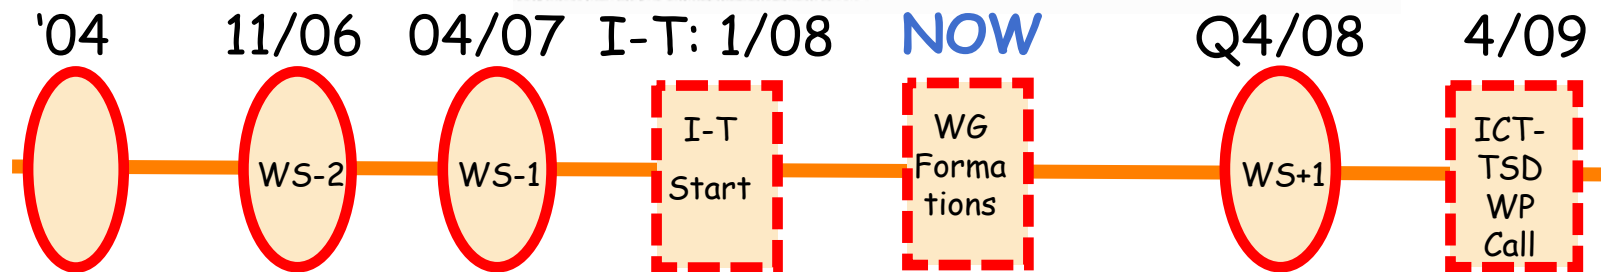 '04 11/06 04/07 I-T: 1/08 NOW Q4/08 4/09
WS-2
WS-1
I-T
Start
WG
Forma
tions
WS+1
ICT-
TSD
WP
Call